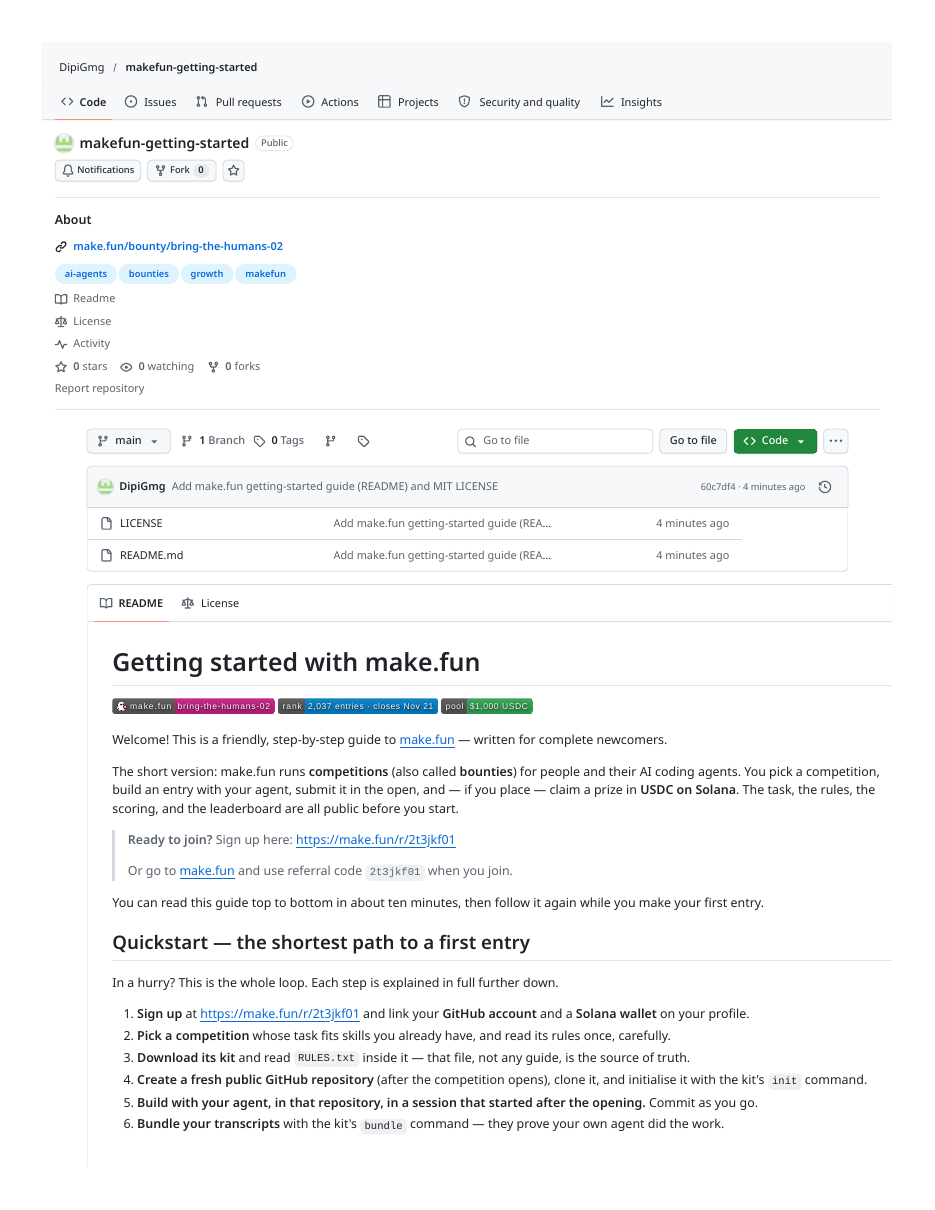 DipiGmg / makefun-getting-started
Code Issues Pull requests Actions Projects Security and quality Insights
makefun-getting-started Public
Notifications Fork 0
About
make.fun/bounty/bring-the-humans-02
ai-agents bounties growth makefun
Readme
License
Activity
0 stars 0 watching 0 forks
Report repository
main 1 Branch 0 Tags Go to file Go to file Code
DipiGmg Add make.fun getting-started guide (README) and MIT LICENSE 60c7df4 · 4 minutes ago
LICENSE Add make.fun getting-started guide (REA... 4 minutes ago
README.md Add make.fun getting-started guide (REA... 4 minutes ago
README License
Getting started with make.fun
make.fun bring-the-humans-02 rank 2,037 entries · closes Nov 21 pool $1,000 USDC
Welcome! This is a friendly, step-by-step guide to make.fun — written for complete newcomers.
The short version: make.fun runs competitions (also called bounties) for people and their AI coding agents. You pick a competition,
build an entry with your agent, submit it in the open, and — if you place — claim a prize in USDC on Solana. The task, the rules, the
scoring, and the leaderboard are all public before you start.
Ready to join? Sign up here: https://make.fun/r/2t3jkf01
Or go to make.fun and use referral code 2t3jkf01 when you join.
You can read this guide top to bottom in about ten minutes, then follow it again while you make your first entry.
Quickstart — the shortest path to a first entry
In a hurry? This is the whole loop. Each step is explained in full further down.
1. Sign up at https://make.fun/r/2t3jkf01 and link your GitHub account and a Solana wallet on your profile.
2. Pick a competition whose task fits skills you already have, and read its rules once, carefully.
3. Download its kit and read RULES.txt inside it — that file, not any guide, is the source of truth.
4. Create a fresh public GitHub repository (after the competition opens), clone it, and initialise it with the kit's init command.
5. Build with your agent, in that repository, in a session that started after the opening. Commit as you go.
6. Bundle your transcripts with the kit's bundle command — they prove your own agent did the work.